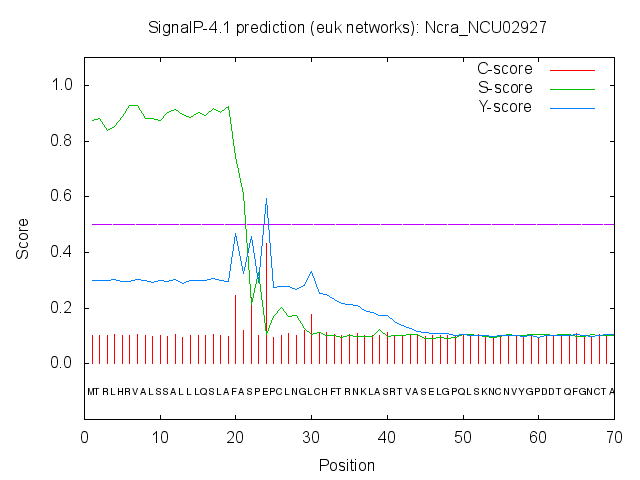 SignalP-4.1 prediction (euk networks): Ncra_NCU02927
C-score
S-score
Y-score
1.0
0.8
0.6
0.4
0.2
0.0
Score
MTRLHRVALSSALLLQSLAFASPEPCLNGLCHFTRNKLASRTVASELGPQLSKNCNVYGPDDTQFGNCTA
0 10 20 30 40 50 60 70
Position